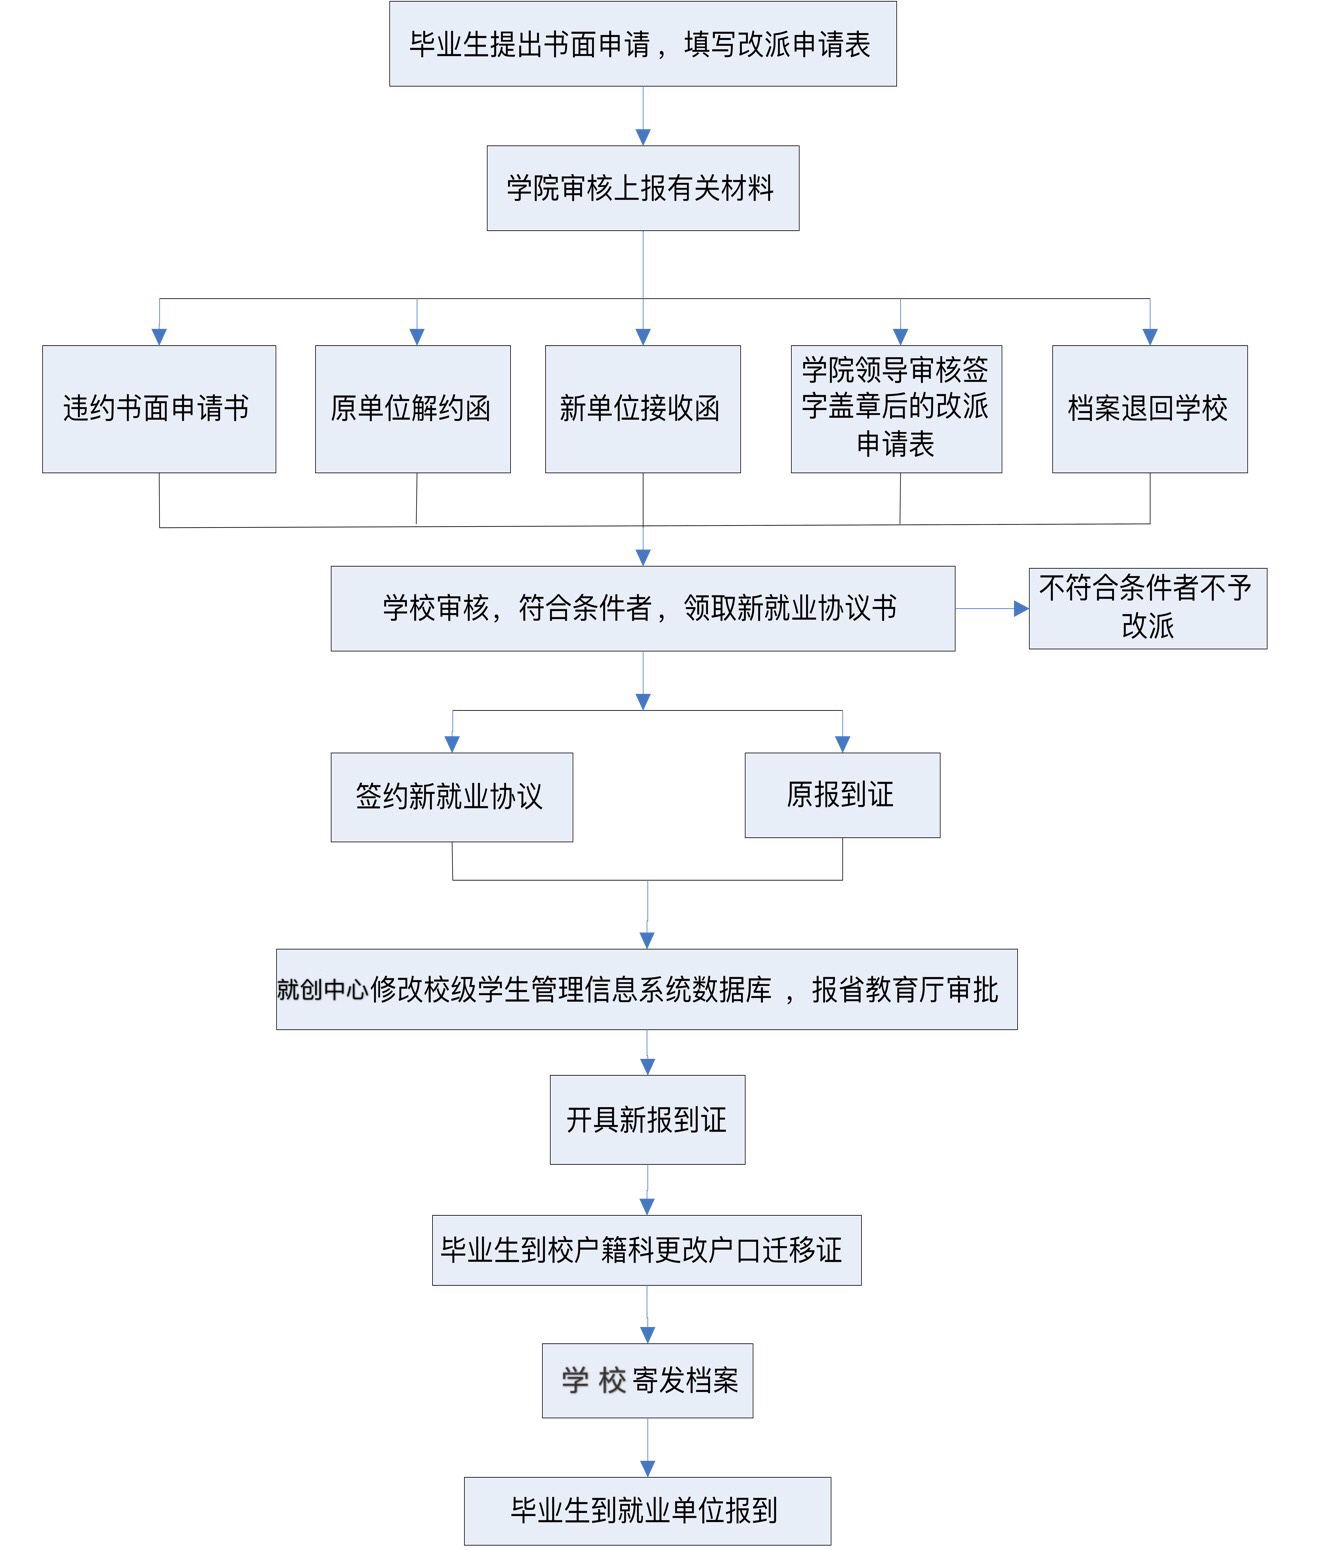 毕业生提出书面申请，填写改派申请表
学院审核上报有关材料
违约书面申请书
原单位解约函
新单位接收函
学院领导审核签
字盖章后的改派
申请表
档案退回学校
学校审核，符合条件者，领取新就业协议书
不符合条件者不予
改派
签约新就业协议
原报到证
就创中心修改校级学生管理信息系统数据库 ，报省教育厅审批
开具新报到证
毕业生到校户籍科更改户口迁移证
学 校 寄发档案
毕业生到就业单位报到